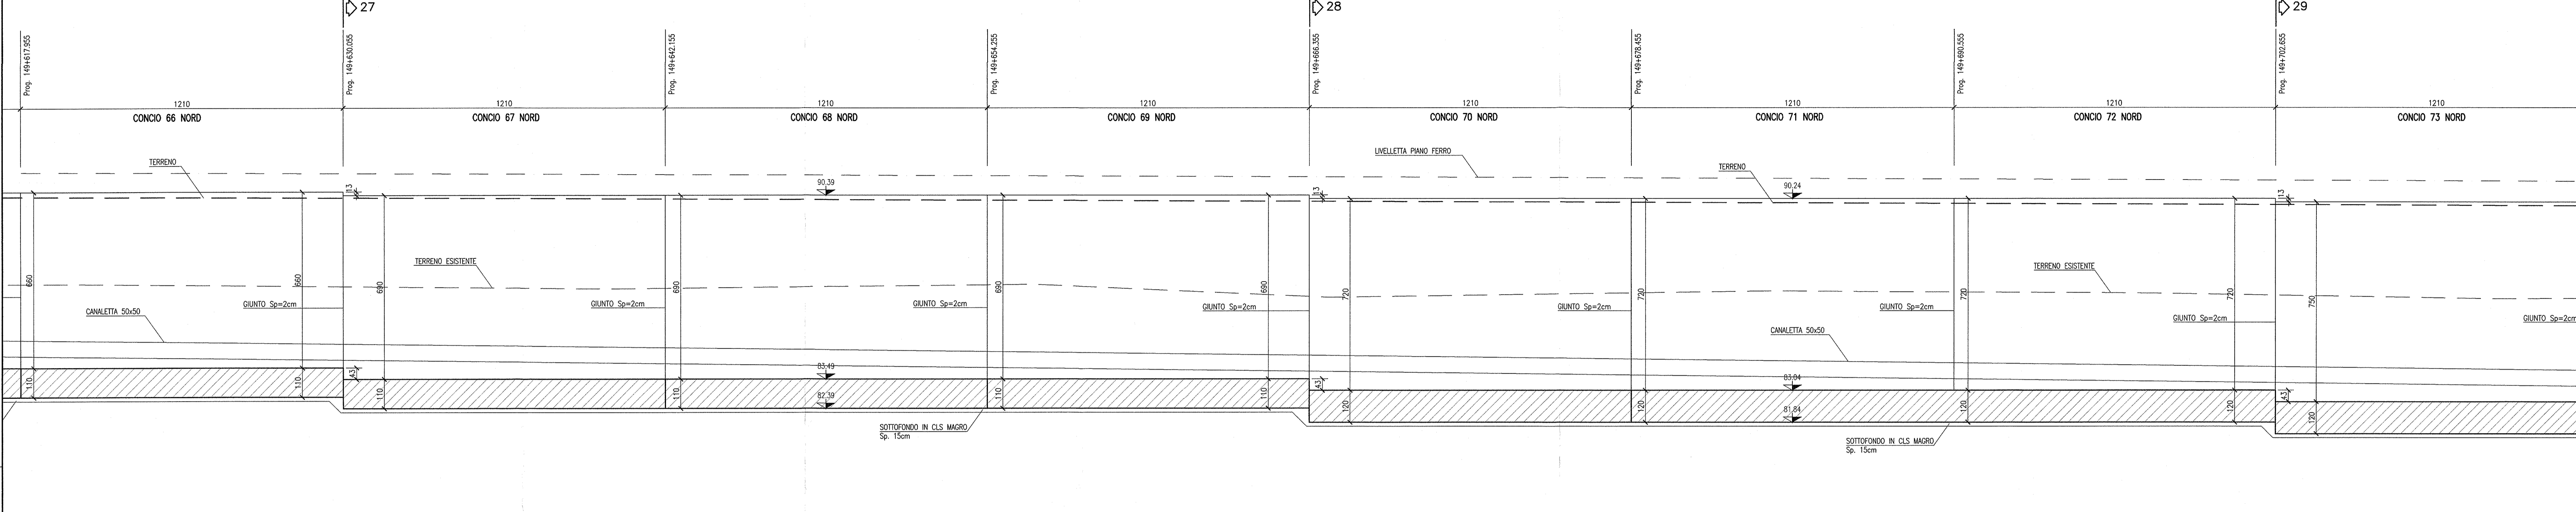 27
28
29
Prog. 149+617.955
Prog. 149+630.055
Prog. 149+642.155
Prog. 149+654.255
Prog. 149+666.355
Prog. 149+678.455
Prog. 149+690.555
Prog. 149+702.655
1210
1210
1210
1210
1210
1210
1210
1210
CONCIO 66 NORD
CONCIO 67 NORD
CONCIO 68 NORD
CONCIO 69 NORD
CONCIO 70 NORD
CONCIO 71 NORD
CONCIO 72 NORD
CONCIO 73 NORD
LIVELLETTA PIANO FERRO
TERRENO
TERRENO
13
90,39
13
90,24
13
TERRENO ESISTENTE
TERRENO ESISTENTE
660
660
690
690
690
690
720
720
720
720
750
GIUNTO Sp=2cm
GIUNTO Sp=2cm
GIUNTO Sp=2cm
GIUNTO Sp=2cm
GIUNTO Sp=2cm
GIUNTO Sp=2cm
GIUNTO Sp=2cm
GIUNTO Sp=2cm
CANALETTA 50x50
CANALETTA 50x50
43
83,49
43
83,04
43
110
110
110
110
110
110
120
120
120
120
120
82,39
81,84
SOTTOFONDO IN CLS MAGRO
Sp. 15cm
SOTTOFONDO IN CLS MAGRO
Sp. 15cm